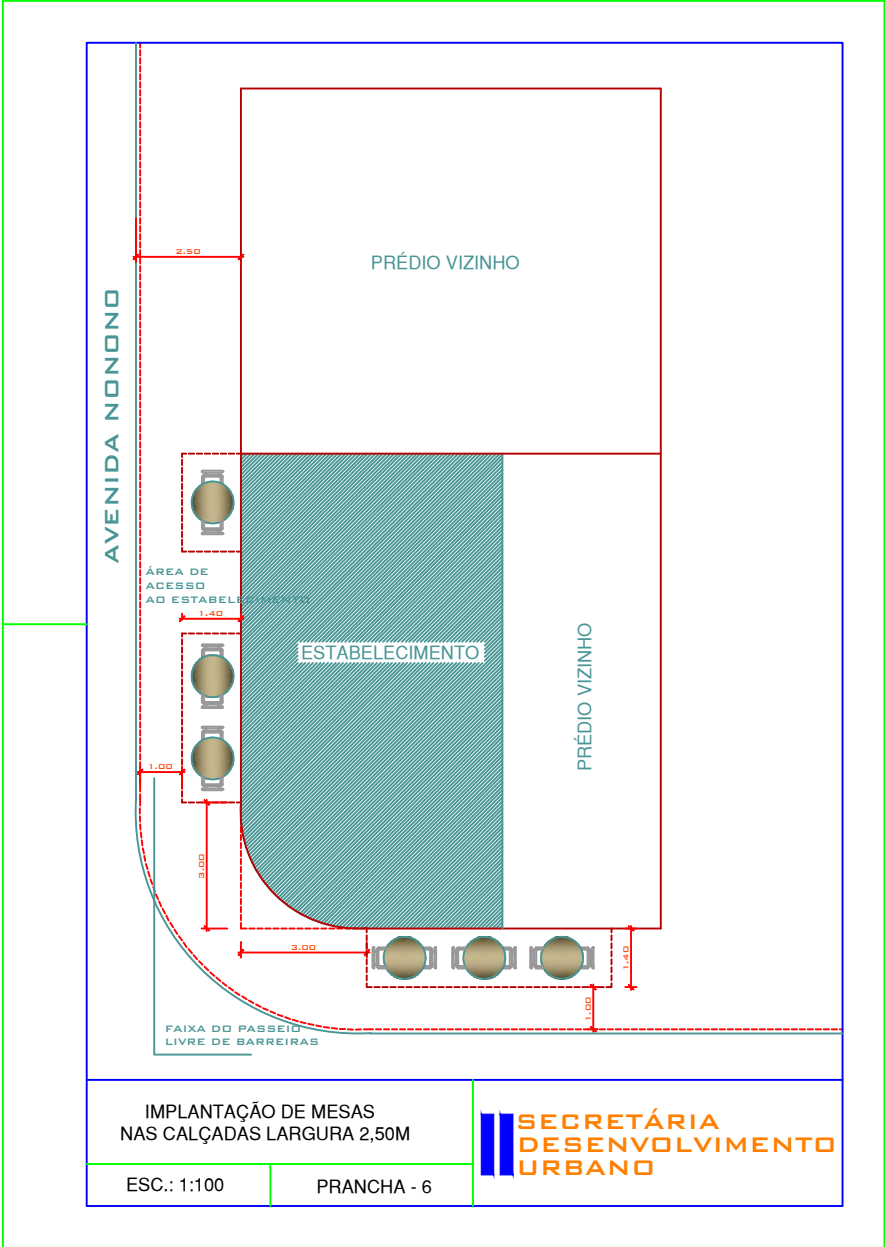 2.50
PRÉDIO VIZINHO
AVENIDA NONONO
ÁREA DE
ACESSO
AO ESTABELECIMENTO
1.40
ESTABELECIMENTO
PRÉDIO VIZINHO
1.00
3.00
3.00
1.40
1.00
FAIXA DO PASSEIO
LIVRE DE BARREIRAS
IMPLANTAÇÃO DE MESAS
NAS CALÇADAS LARGURA 2,50M
ESC.: 1:100
PRANCHA - 6
SECRETÁRIA
DESENVOLVIMENTO
URBANO